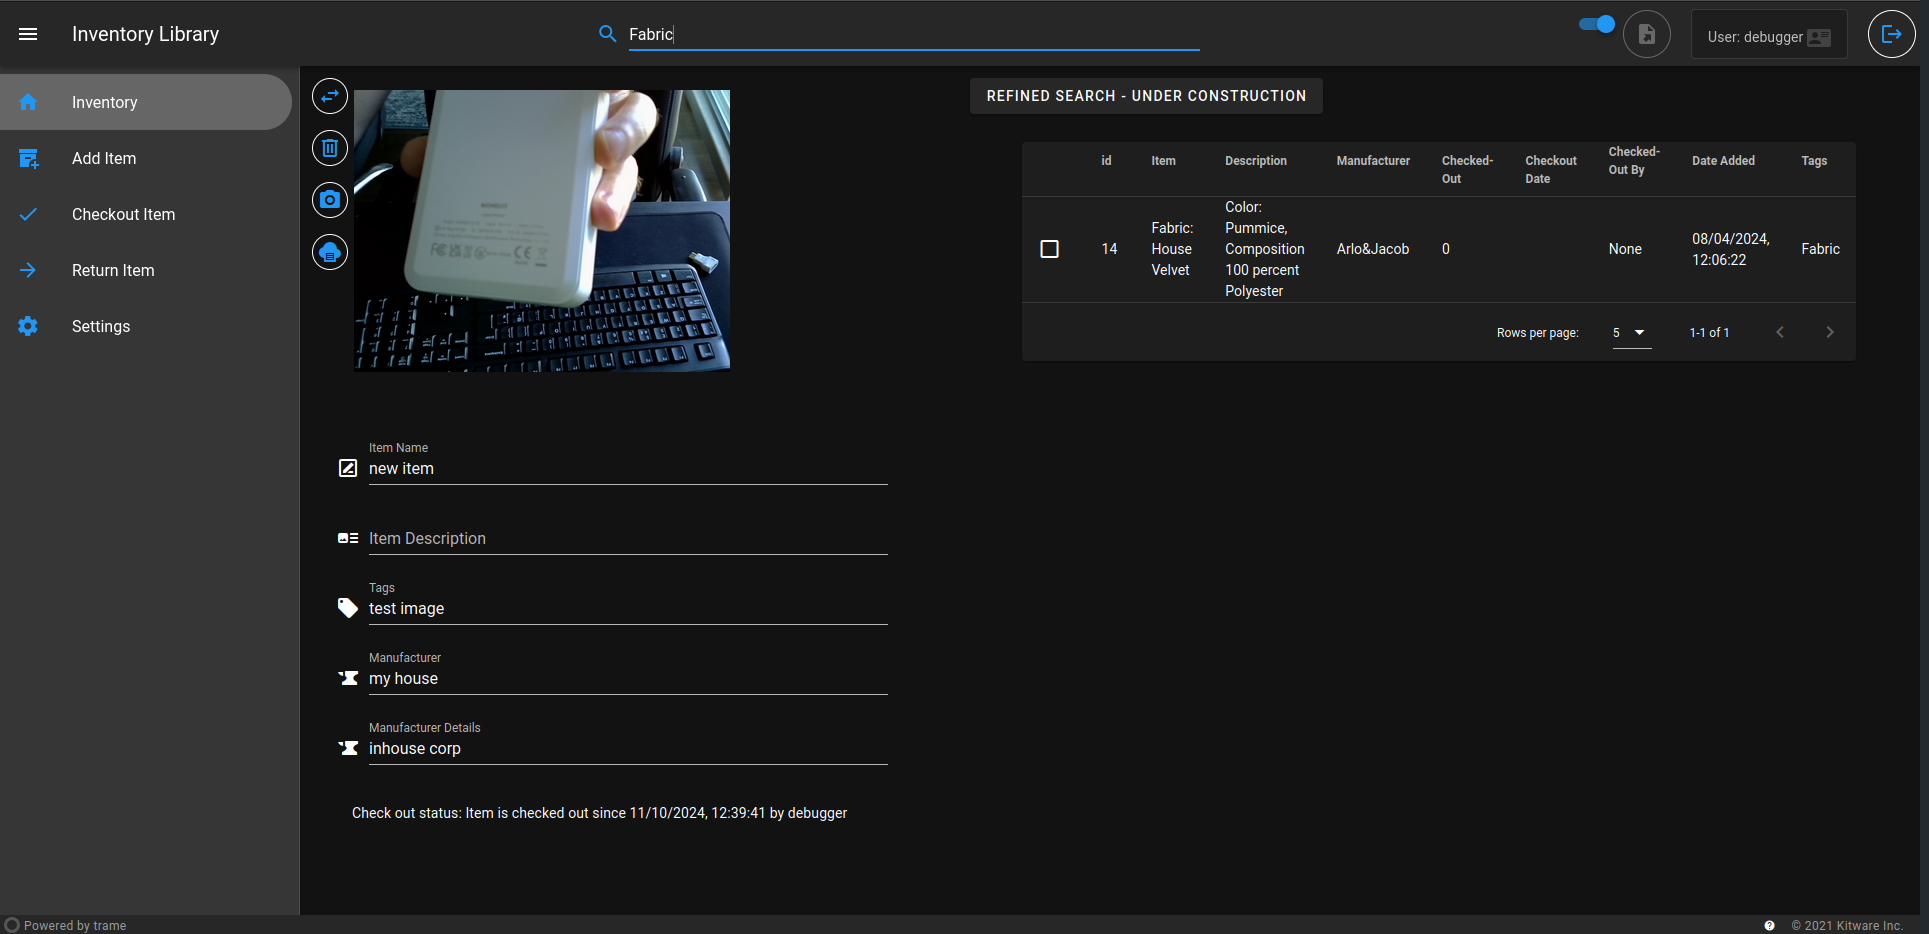 Inventory Library
Fabric
User: debugger
Inventory
Add Item
Checkout Item
Return Item
Settings
REFINED SEARCH - UNDER CONSTRUCTION
id Item Description Manufacturer Checked-Out Checkout Date Checked-Out By Date Added Tags
14
Fabric:
House
Velvet
Color:
Pummice,
Composition
100 percent
Polyester
Arlo&Jacob
0
None
08/04/2024,
12:06:22
Fabric
Rows per page: 5 1-1 of 1
FC CE
Item Name
new item
Item Description
Tags
test image
Manufacturer
my house
Manufacturer Details
inhouse corp
Check out status: Item is checked out since 11/10/2024, 12:39:41 by debugger
Powered by trame
© 2021 Kitware Inc.